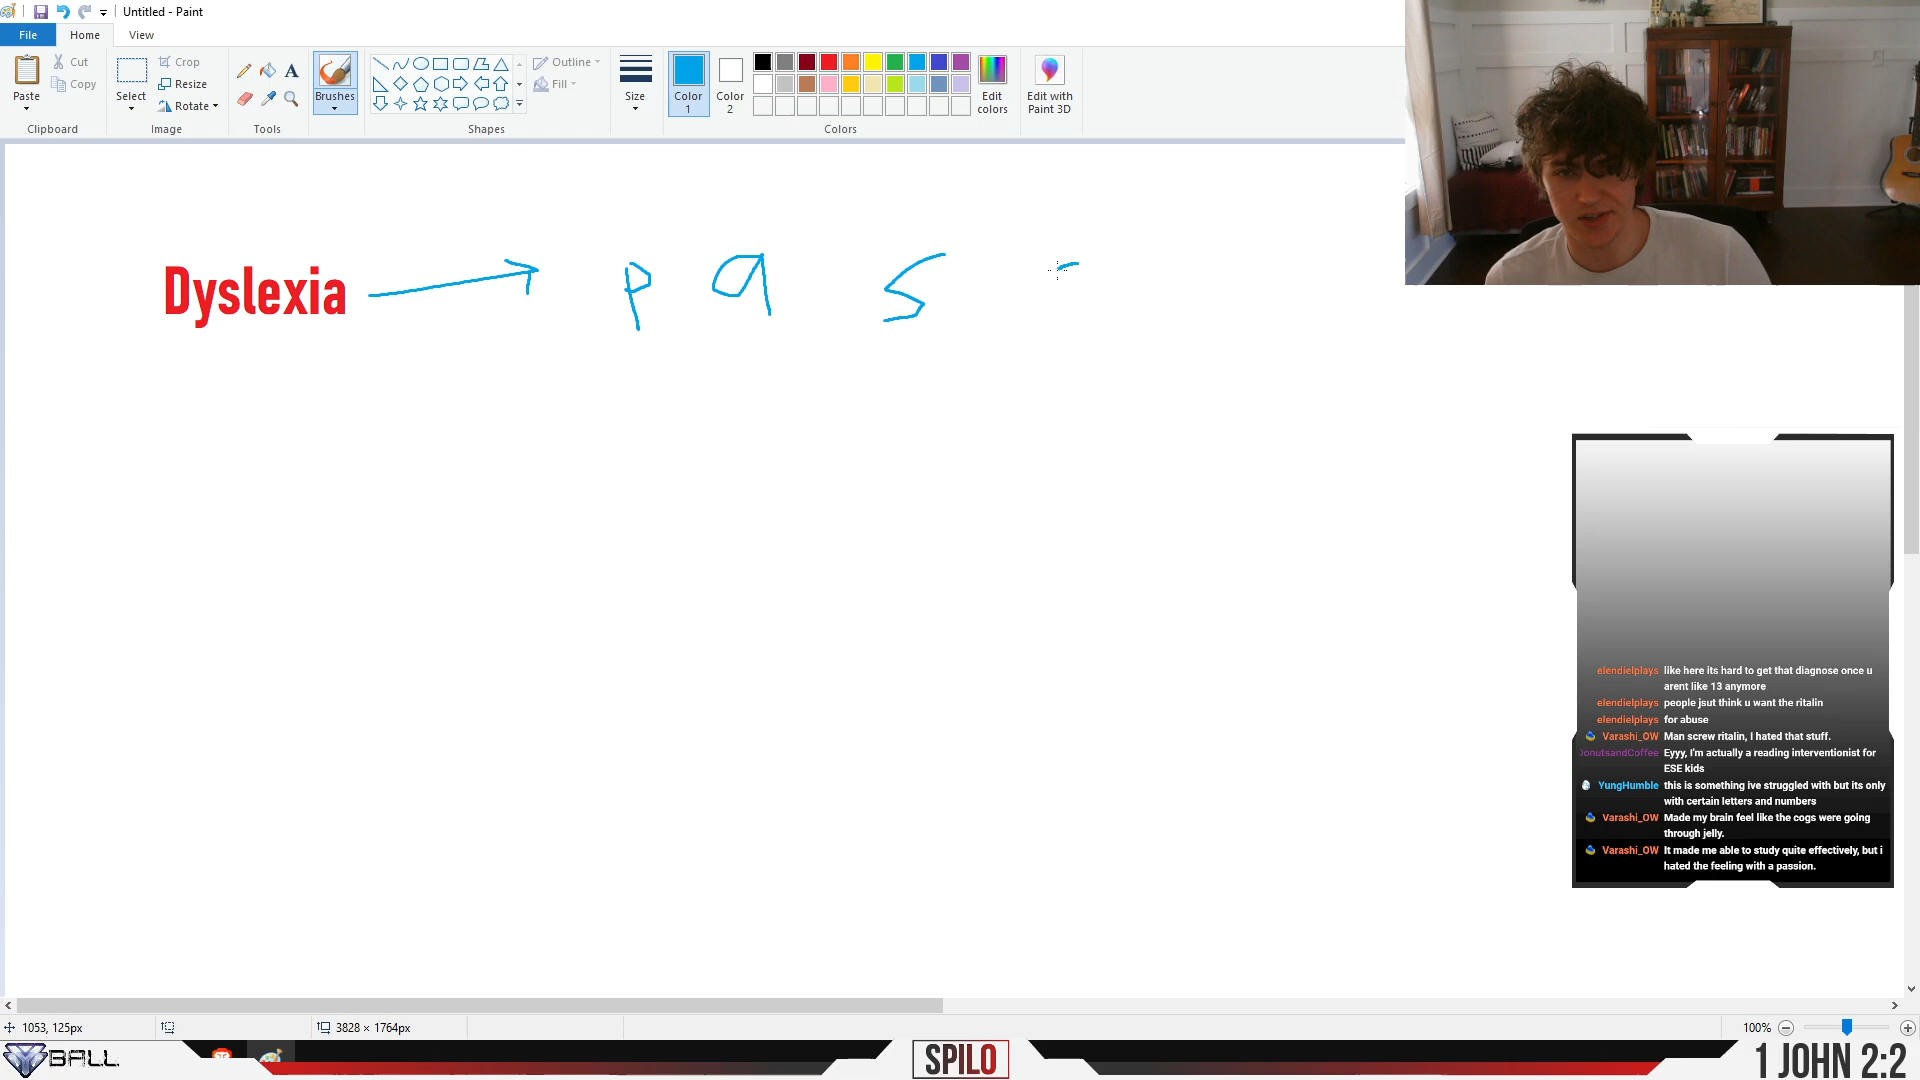 Untitled - Paint
File Home View
Paste
Cut
Copy
Clipboard
Select
Crop
Resize
Rotate
Image
Tools
Brushes
Outline
Fill
Shapes
Size
Color 1
Color 2
Edit colors
Colors
Edit with Paint 3D
Dyslexia p q s
elendielplays like here its hard to get that diagnose once u
arent like 13 anymore
elendielplays people jsut think u want the ritalin
elendielplays for abuse
Varashi_OW Man screw ritalin, I hated that stuff.
onutsandCoffee Eyyy, I'm actually a reading interventionist for
ESE kids
YungHumble this is something ive struggled with but its only
with certain letters and numbers
Varashi_OW Made my brain feel like the cogs were going
through jelly.
Varashi_OW It made me able to study quite effectively, but i
hated the feeling with a passion.
1053, 125px
3828 × 1764px
100%
BALL
SPILO
1 JOHN 2:2